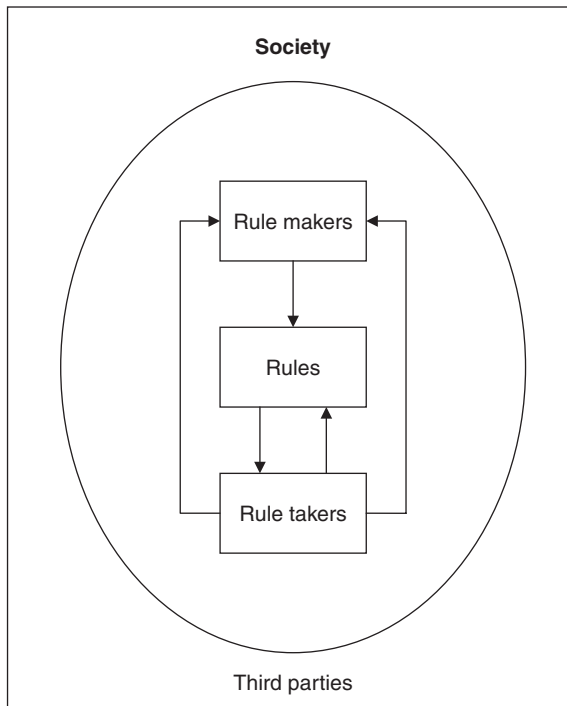 Society
Rule makers
Rules
Rule takers
Third parties